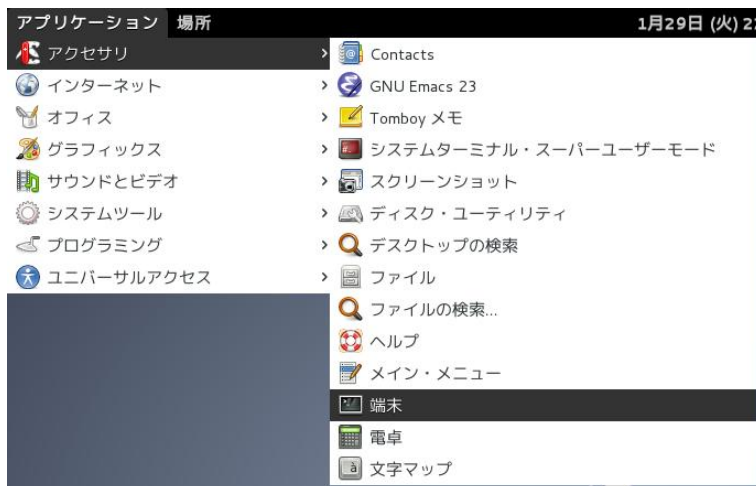 アプリケーション 場所 1月29日 (火) 2
アクセサリ
インターネット
オフィス
グラフィックス
サウンドとビデオ
システムツール
プログラミング
ユニバーサルアクセス
Contacts
GNU Emacs 23
Tomboy メモ
システムターミナル・スーパーユーザーモード
スクリーンショット
ディスク・ユーティリティ
デスクトップの検索
ファイル
ファイルの検索...
ヘルプ
メイン・メニュー
端末
電卓
文字マップ